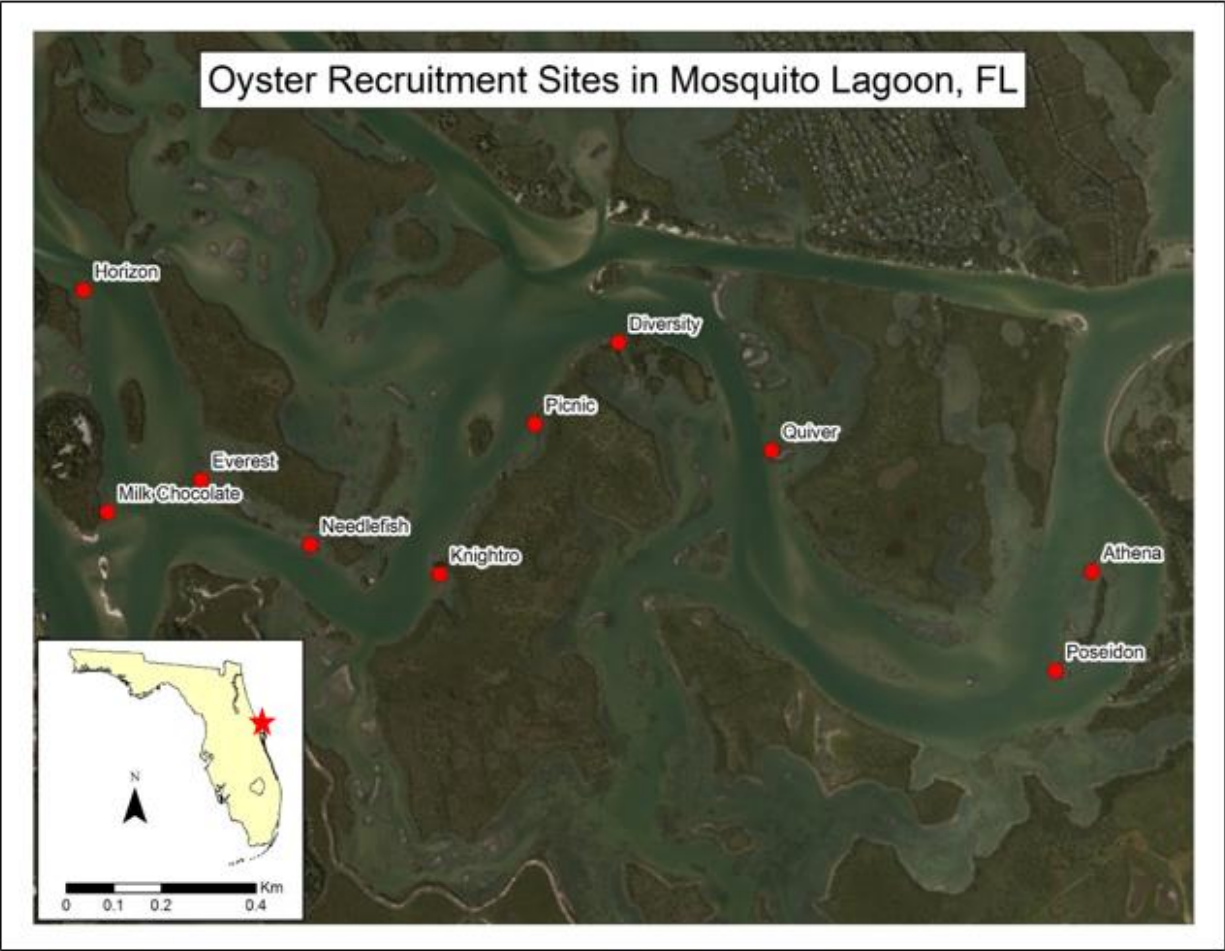 Oyster Recruitment Sites in Mosquito Lagoon, FL
Horizon
Diversity
Picnic
Quiver
Everest
Milk Chocolate
Needlefish
Knightro
Athena
Poseidon
N
Km
0 0.1 0.2 0.4